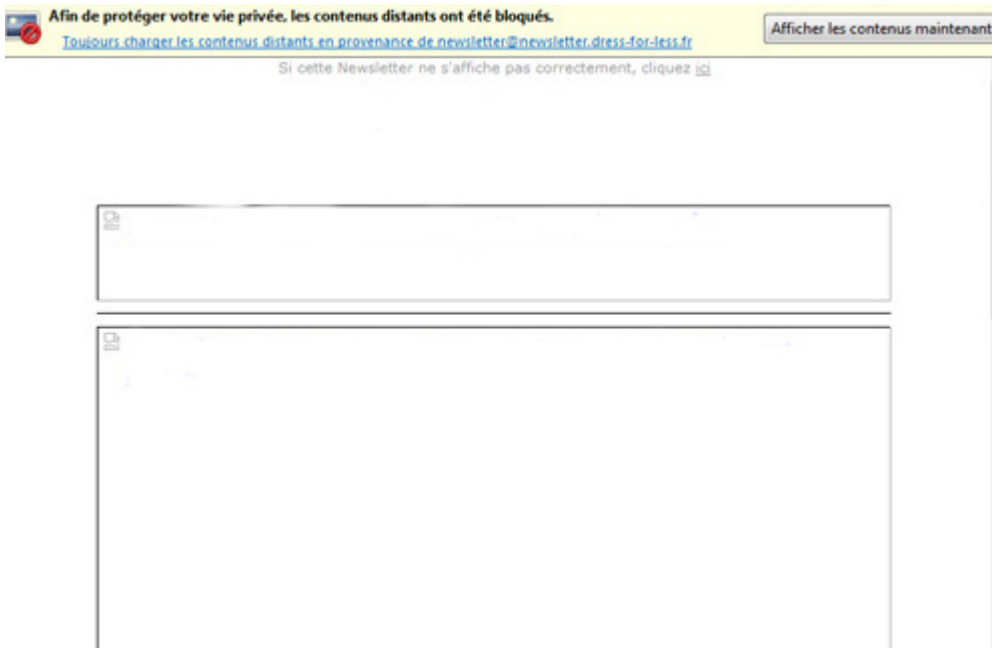 Afin de protéger votre vie privée, les contenus distants ont été bloqués.
Afficher les contenus maintenant
Toujours charger les contenus distants en provenance de newsletter@newsletter.dress-for-less.fr
Si cette Newsletter ne s'affiche pas correctement, cliquez ici